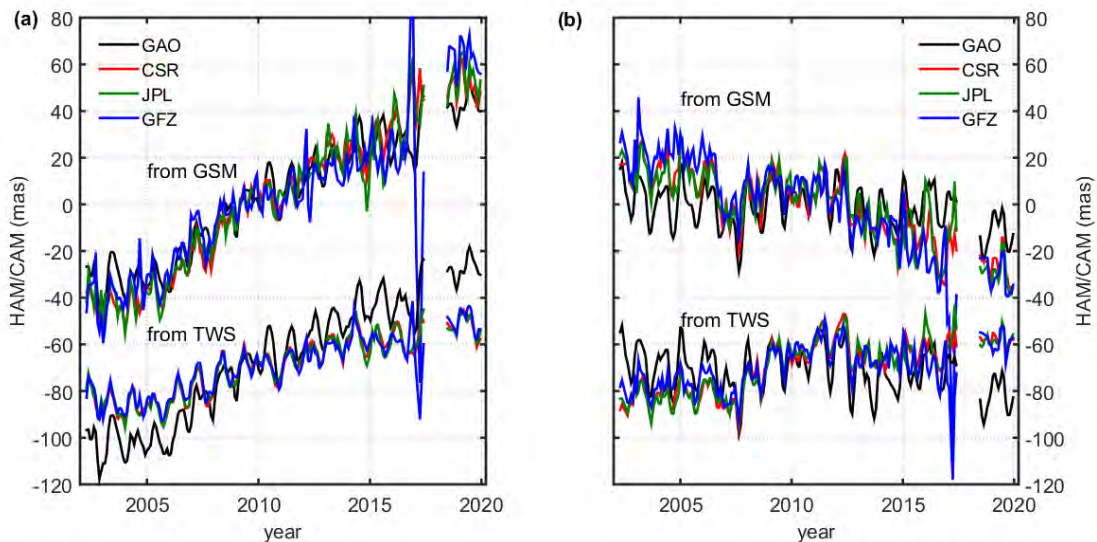 (a)
HAM/CAM (mas)
80
60
40
20
0
-20
-40
-60
-80
-100
-120
GAO
CSR
JPL
GFZ
from GSM
from TWS
2005
2010
2015
2020
year
(b)
GAO
CSR
JPL
GFZ
from GSM
from TWS
80
60
40
20
0
-20
-40
-60
-80
-100
-120
HAM/CAM (mas)
2005
2010
2015
2020
year